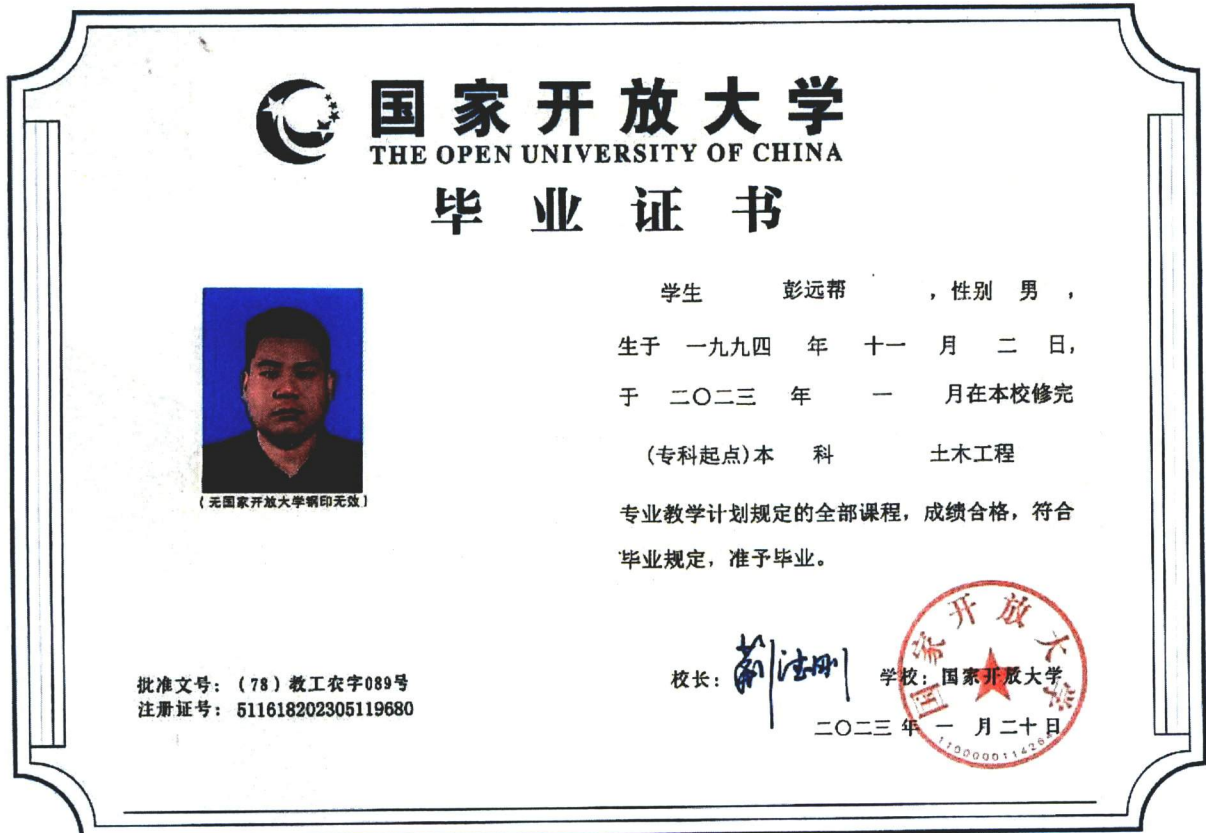 国家开放大学
THE OPEN UNIVERSITY OF CHINA
毕业证书
学生 彭远帮 ，性别 男 ，
生于 一九九四 年 十一 月 二 日，
于 二〇二三 年 一 月在本校修完
(专科起点)本 科 土木工程
专业教学计划规定的全部课程，成绩合格，符合
毕业规定，准予毕业。
(无国家开放大学钢印无效)
批准文号：（78）教工农字089号
注册证号：511618202305119680
校长： 学校：国家开放大学
二〇二三 年 一 月 二十 日
国家开放大学